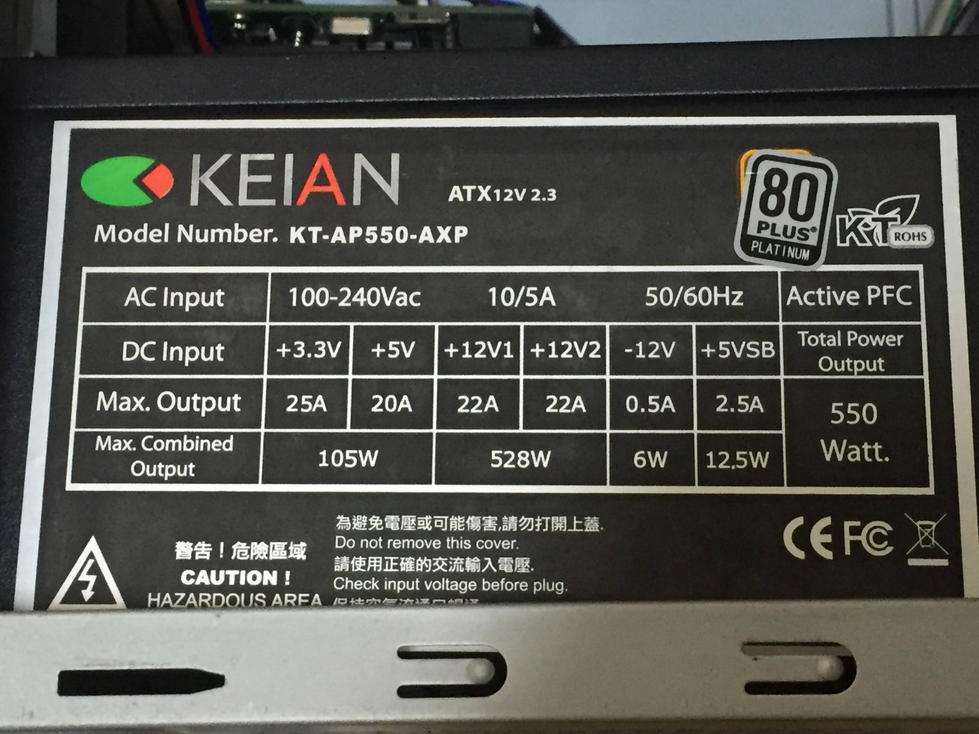 KEIAN ATX12V 2.3
80 PLUS® PLATINUM
KT ROHS
Model Number. KT-AP550-AXP
AC Input 100-240Vac 10/5A 50/60Hz Active PFC
DC Input +3.3V +5V +12V1 +12V2 -12V +5VSB Total Power Output
Max. Output 25A 20A 22A 22A 0.5A 2.5A 550 Watt.
Max. Combined Output 105W 528W 6W 12.5W
警告！危險區域
CAUTION !
HAZARDOUS AREA
為避免電壓或可能傷害,請勿打開上蓋.
Do not remove this cover.
請使用正確的交流輸入電壓.
Check input voltage before plug.
CE FC